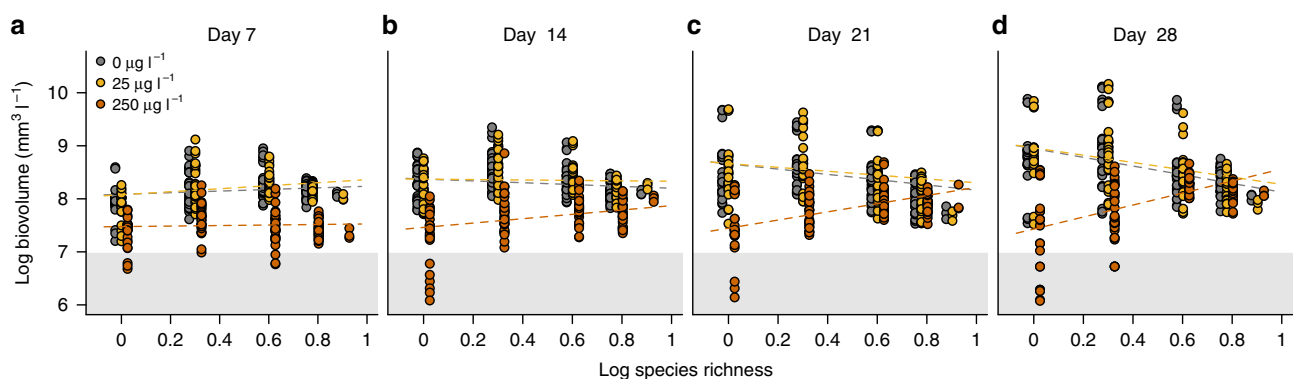 a
Day 7
b
Day 14
c
Day 21
d
Day 28
0 µg l⁻¹
25 µg l⁻¹
250 µg l⁻¹
Log biovolume (mm³ l⁻¹)
10
9
8
7
6
0 0.2 0.4 0.6 0.8 1
0 0.2 0.4 0.6 0.8 1
0 0.2 0.4 0.6 0.8 1
0 0.2 0.4 0.6 0.8 1
Log species richness